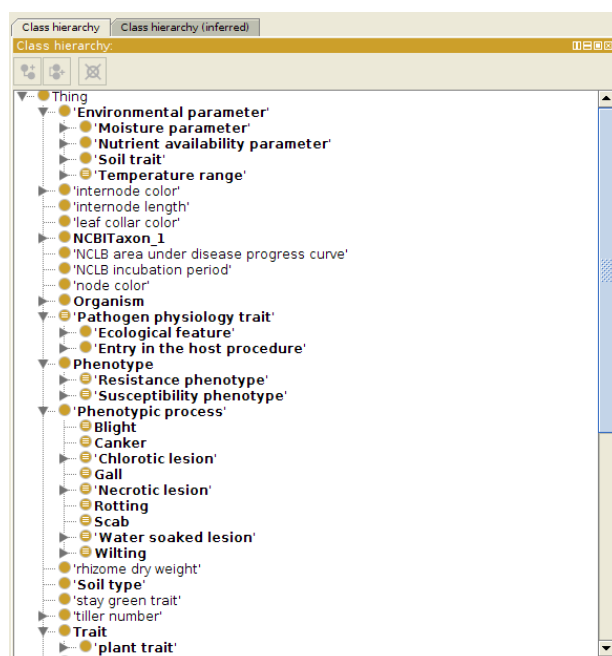 Class hierarchy Class hierarchy (inferred)
Class hierarchy:
Thing
'Environmental parameter'
'Moisture parameter'
'Nutrient availability parameter'
'Soil trait'
'Temperature range'
'internode color'
'internode length'
'leaf collar color'
NCBITaxon_1
'NCLB area under disease progress curve'
'NCLB incubation period'
'node color'
Organism
'Pathogen physiology trait'
'Ecological feature'
'Entry in the host procedure'
Phenotype
'Resistance phenotype'
'Susceptibility phenotype'
'Phenotypic process'
Blight
Canker
'Chlorotic lesion'
Gall
'Necrotic lesion'
Rotting
Scab
'Water soaked lesion'
Wilting
'rhizome dry weight'
'Soil type'
'stay green trait'
'tiller number'
Trait
'plant trait'